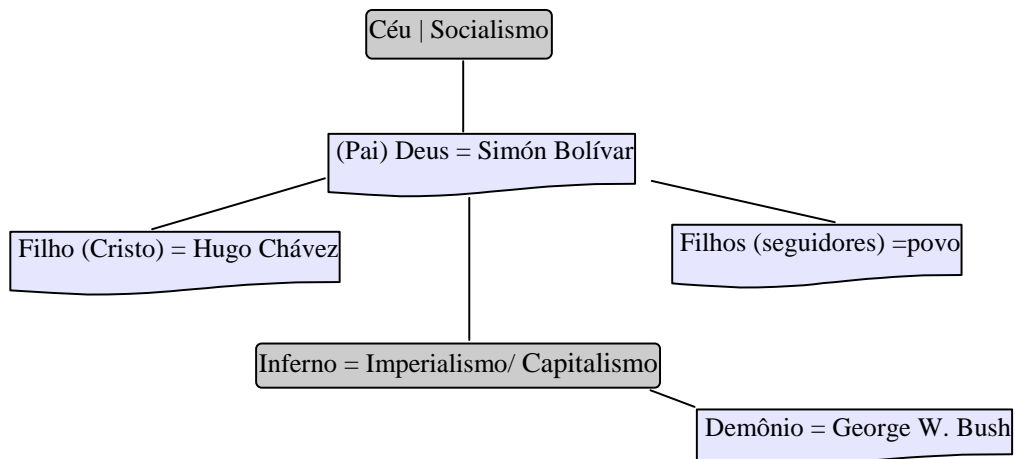 Céu | Socialismo
(Pai) Deus = Simón Bolívar
Filho (Cristo) = Hugo Chávez
Filhos (seguidores) =povo
Inferno = Imperialismo/ Capitalismo
Demônio = George W. Bush